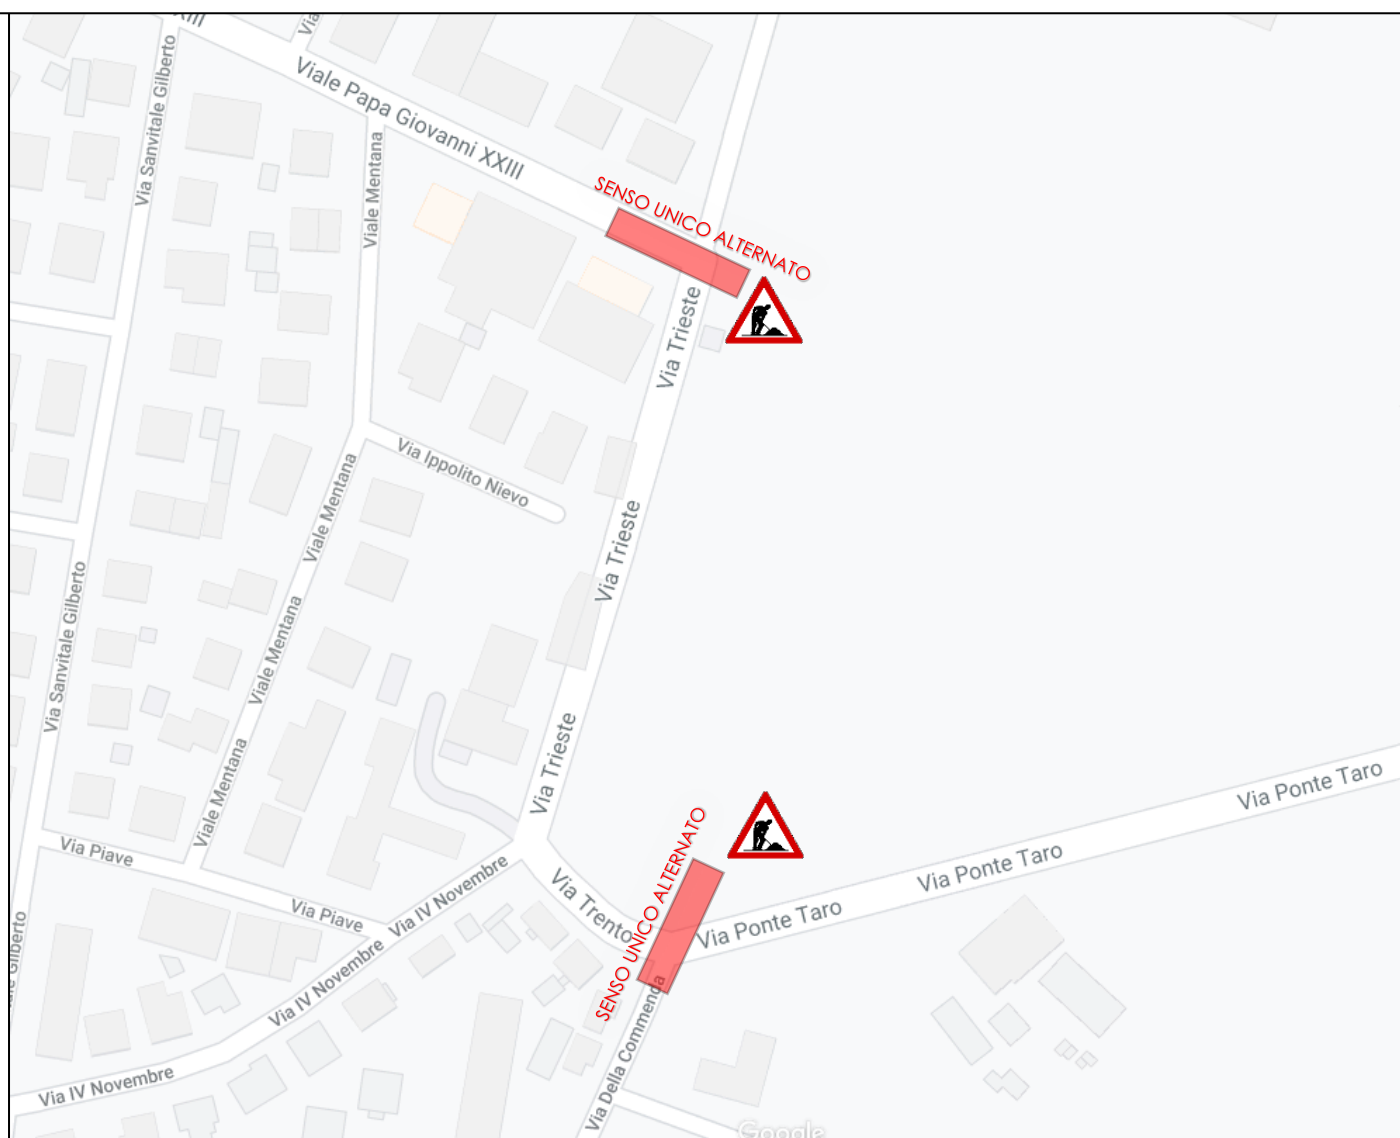 XIII
Via
Via Sanvitale Gilberto
Viale Papa Giovanni XXIII
Viale Mentana
SENSO UNICO ALTERNATO
Via Trieste
Via Ippolito Nievo
Viale Mentana
Via Trieste
Via Sanvitale Gilberto
Viale Mentana
Via Trieste
Viale Mentana
Via Ponte Taro
SENSO UNICO ALTERNATO
Via Piave
Via Ponte Taro
Via IV Novembre
Via Trento
Via Piave
Via Ponte Taro
Gilberto
Via IV Novembre
Via Della Commenda
Via IV Novembre
Google